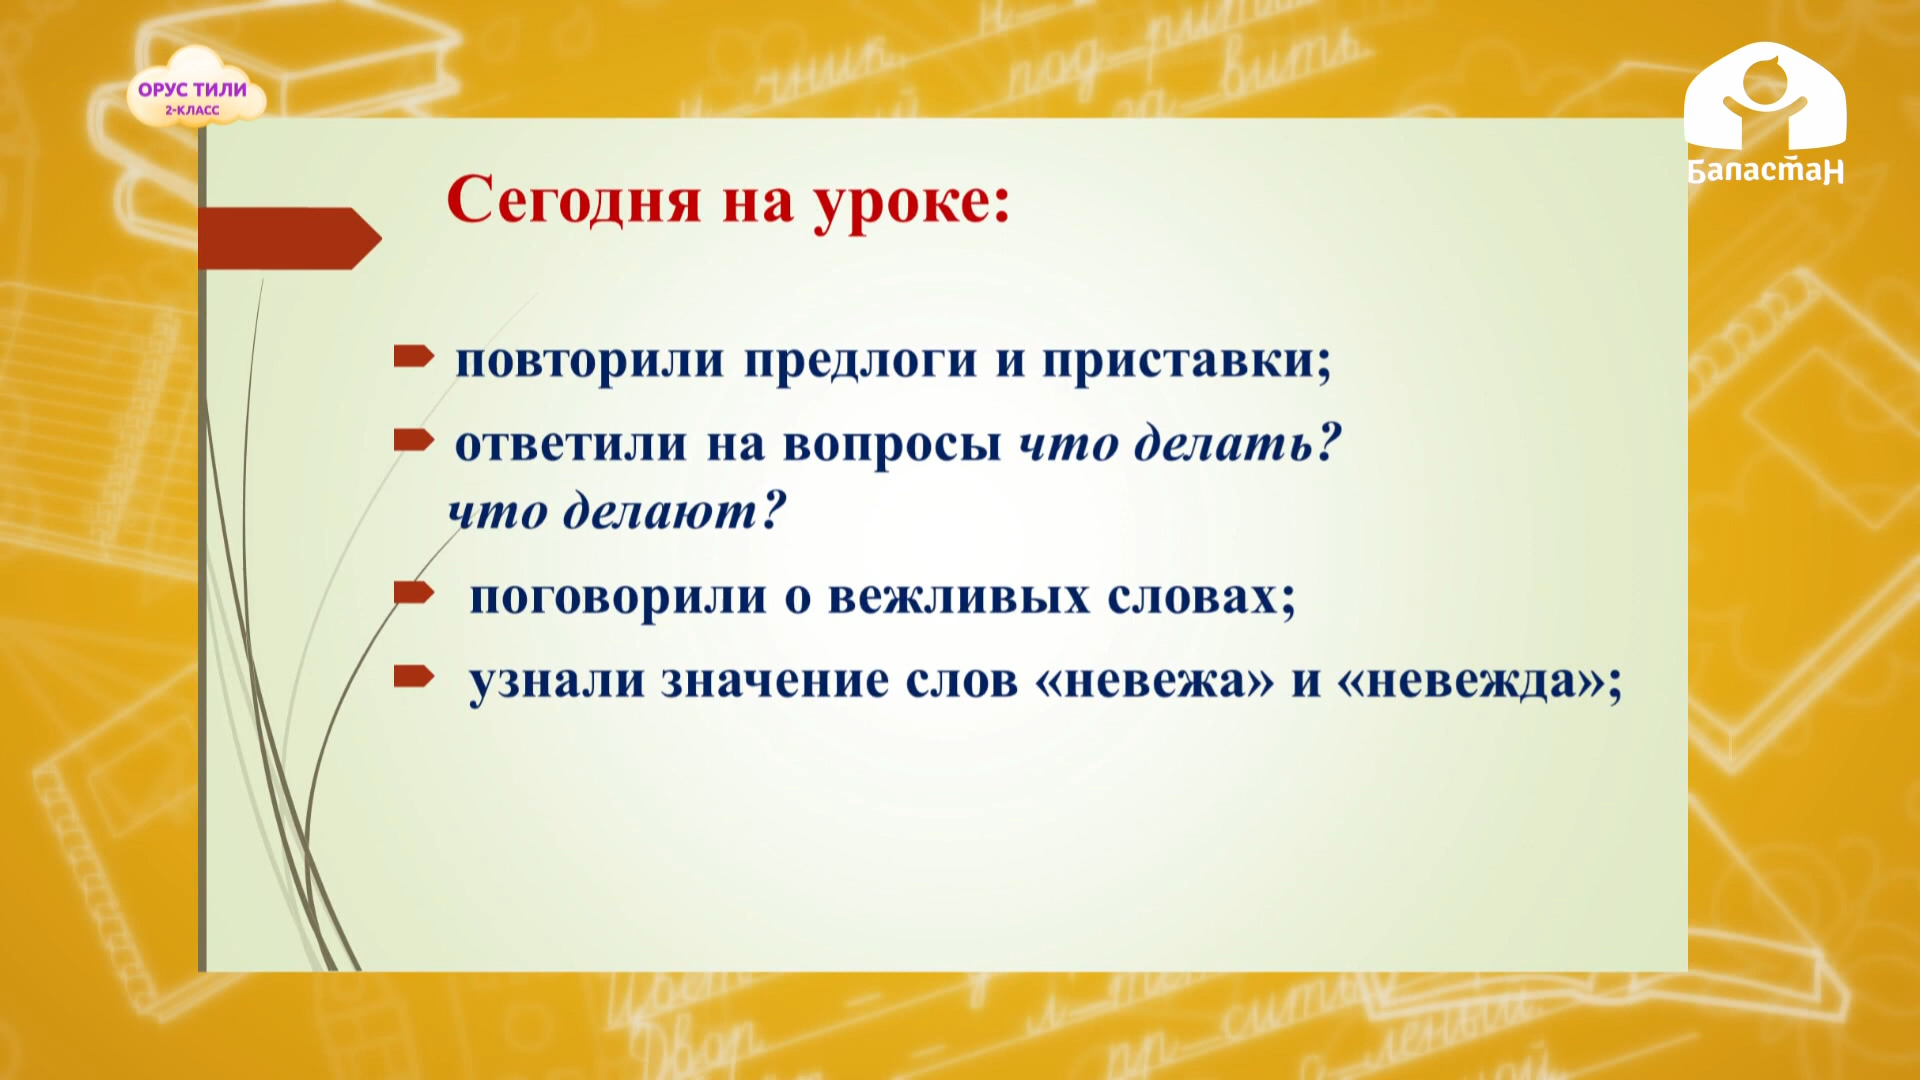 ОРУС ТИЛИ
2-КЛАСС
Баластан
Сегодня на уроке:
повторили предлоги и приставки;
ответили на вопросы что делать?
что делают?
поговорили о вежливых словах;
узнали значение слов «невежа» и «невежда»;